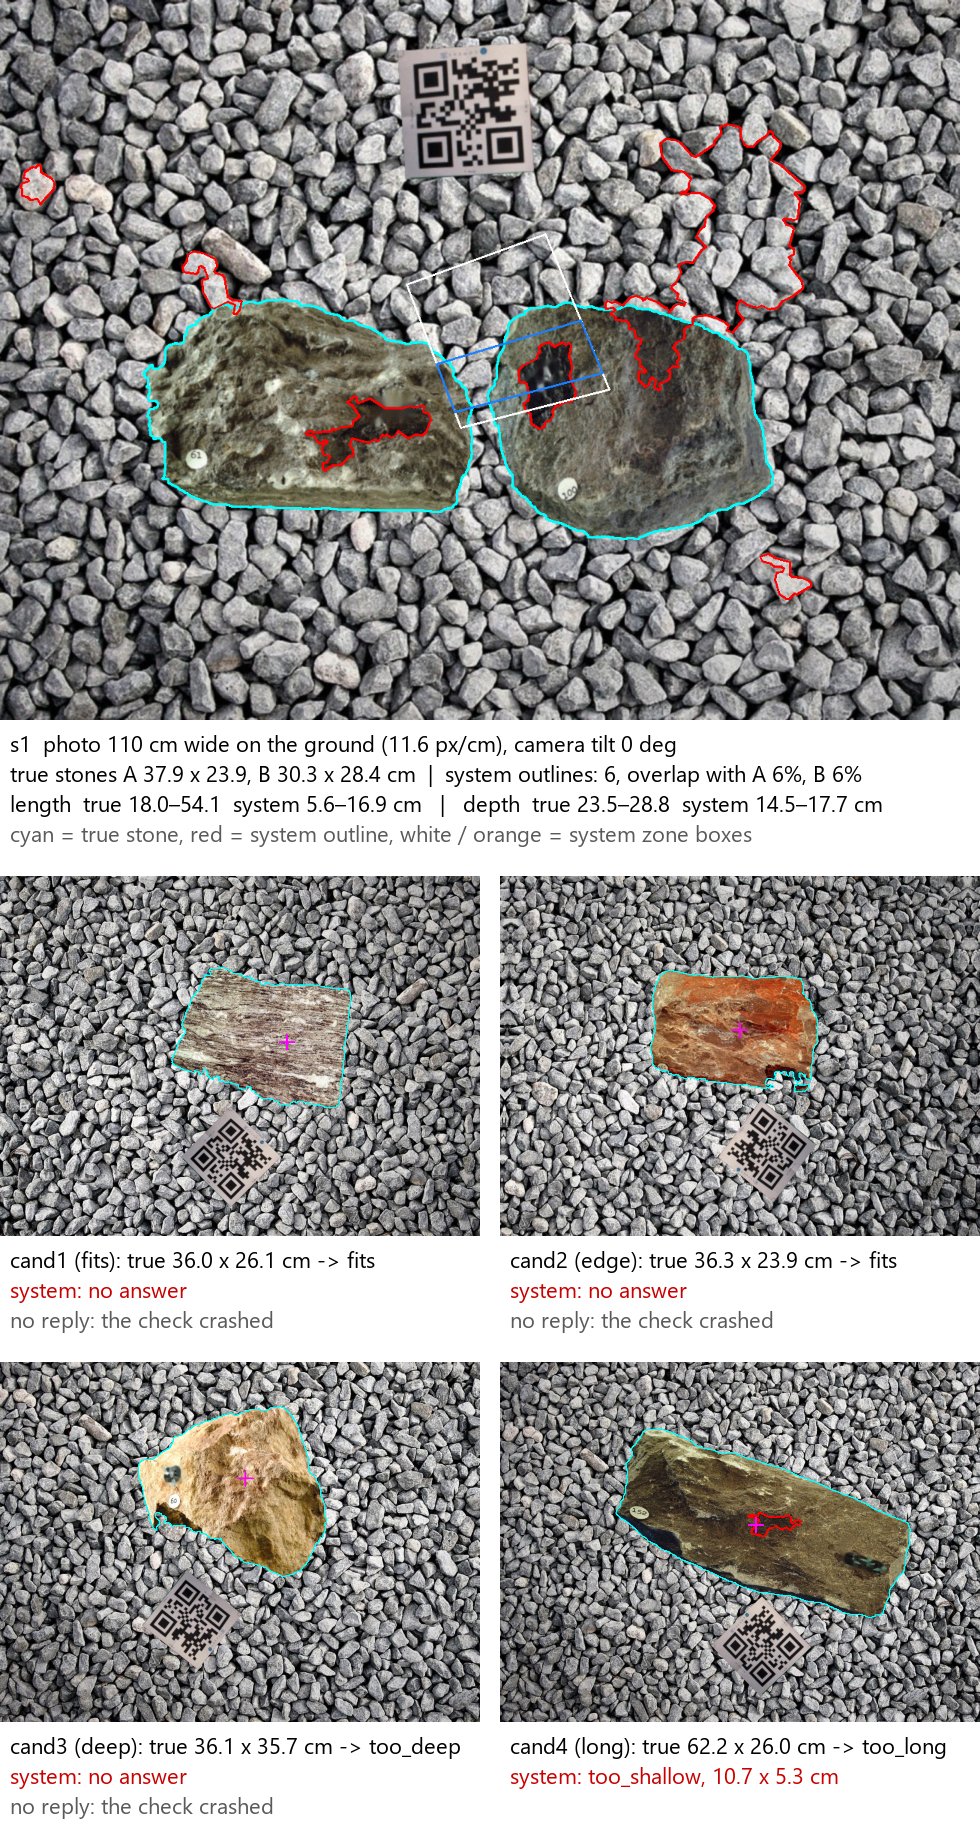 61
100
s1 photo 110 cm wide on the ground (11.6 px/cm), camera tilt 0 deg
true stones A 37.9 x 23.9, B 30.3 x 28.4 cm | system outlines: 6, overlap with A 6%, B 6%
length true 18.0–54.1 system 5.6–16.9 cm | depth true 23.5–28.8 system 14.5–17.7 cm
cyan = true stone, red = system outline, white / orange = system zone boxes
cand1 (fits): true 36.0 x 26.1 cm -> fits
system: no answer
no reply: the check crashed
cand2 (edge): true 36.3 x 23.9 cm -> fits
system: no answer
no reply: the check crashed
60
cand3 (deep): true 36.1 x 35.7 cm -> too_deep
system: no answer
no reply: the check crashed
cand4 (long): true 62.2 x 26.0 cm -> too_long
system: too_shallow, 10.7 x 5.3 cm